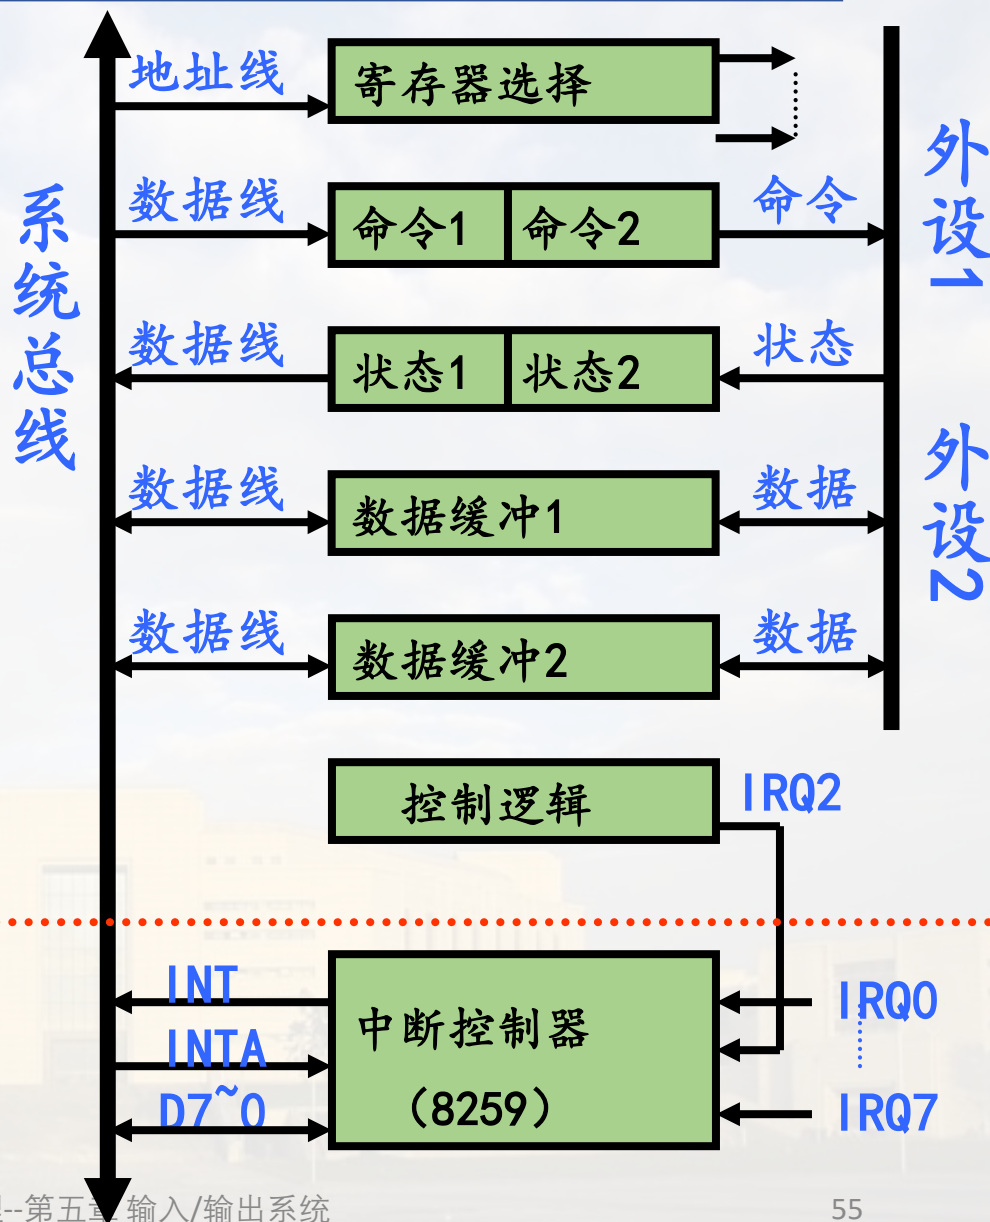 系统总线
地址线
寄存器选择
外设1
数据线
命令1 命令2
命令
数据线
状态1 状态2
状态
外设2
数据线
数据缓冲1
数据
数据线
数据缓冲2
数据
控制逻辑
IRQ2
INT
INTA
D7~0
中断控制器
（8259）
IRQ0
IRQ7
--第五章 输入/输出系统
55